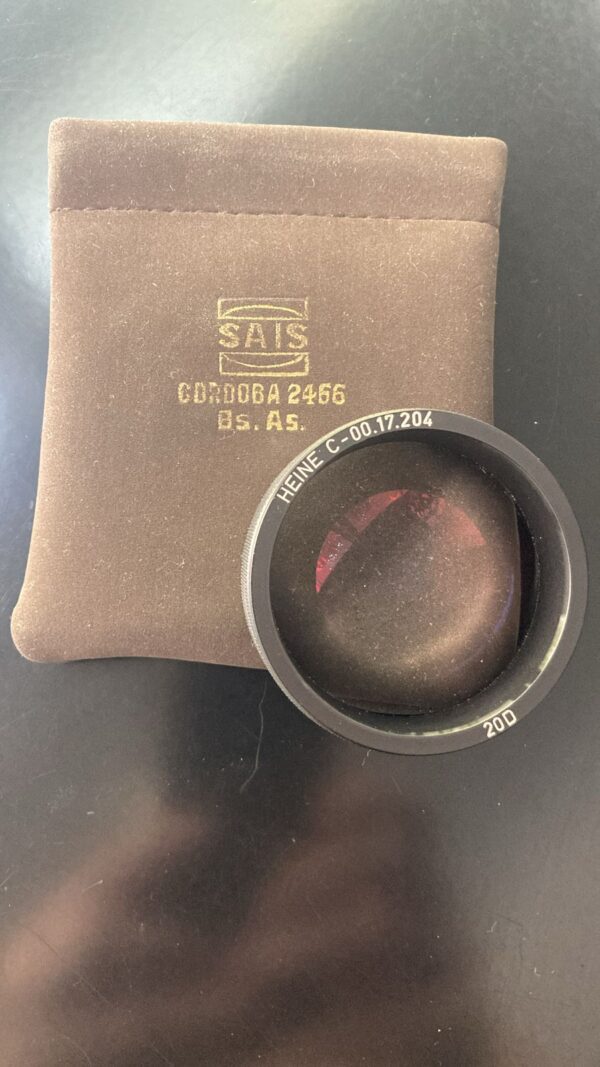 SAIS
CORDOBA 2466
Bs. As.
HEINE C-00.17.204
20D